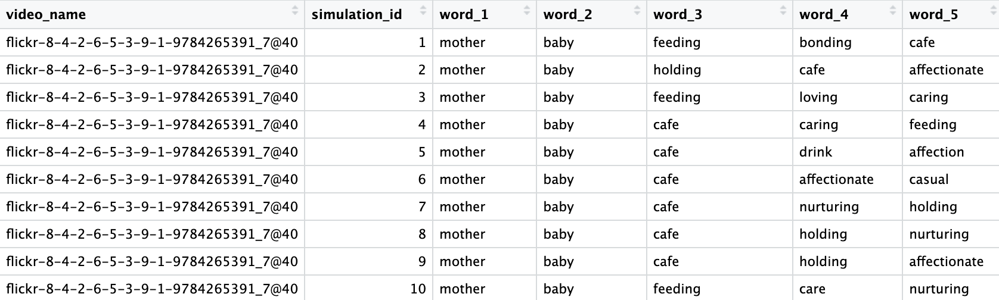 video_name simulation_id word_1 word_2 word_3 word_4 word_5
flickr-8-4-2-6-5-3-9-1-9784265391_7@40 1 mother baby feeding bonding cafe
flickr-8-4-2-6-5-3-9-1-9784265391_7@40 2 mother baby holding cafe affectionate
flickr-8-4-2-6-5-3-9-1-9784265391_7@40 3 mother baby feeding loving caring
flickr-8-4-2-6-5-3-9-1-9784265391_7@40 4 mother baby cafe caring feeding
flickr-8-4-2-6-5-3-9-1-9784265391_7@40 5 mother baby cafe drink affection
flickr-8-4-2-6-5-3-9-1-9784265391_7@40 6 mother baby cafe affectionate casual
flickr-8-4-2-6-5-3-9-1-9784265391_7@40 7 mother baby cafe nurturing holding
flickr-8-4-2-6-5-3-9-1-9784265391_7@40 8 mother baby cafe holding nurturing
flickr-8-4-2-6-5-3-9-1-9784265391_7@40 9 mother baby cafe holding affectionate
flickr-8-4-2-6-5-3-9-1-9784265391_7@40 10 mother baby feeding care nurturing